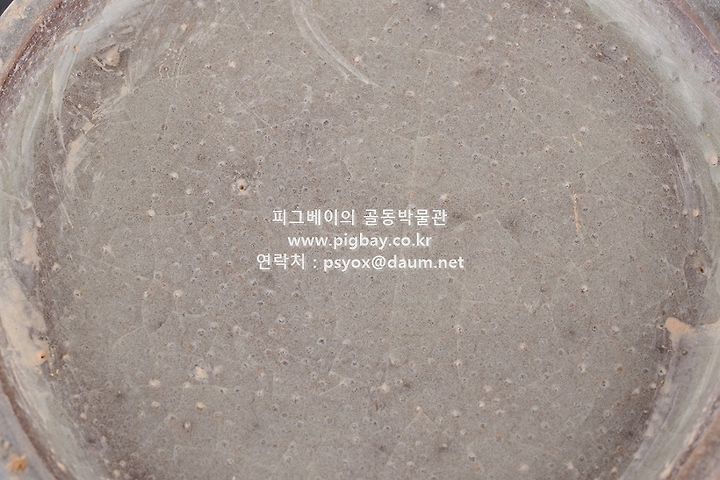 피그베이의 골동박물관
www.pigbay.co.kr
연락처 : psyox@daum.net